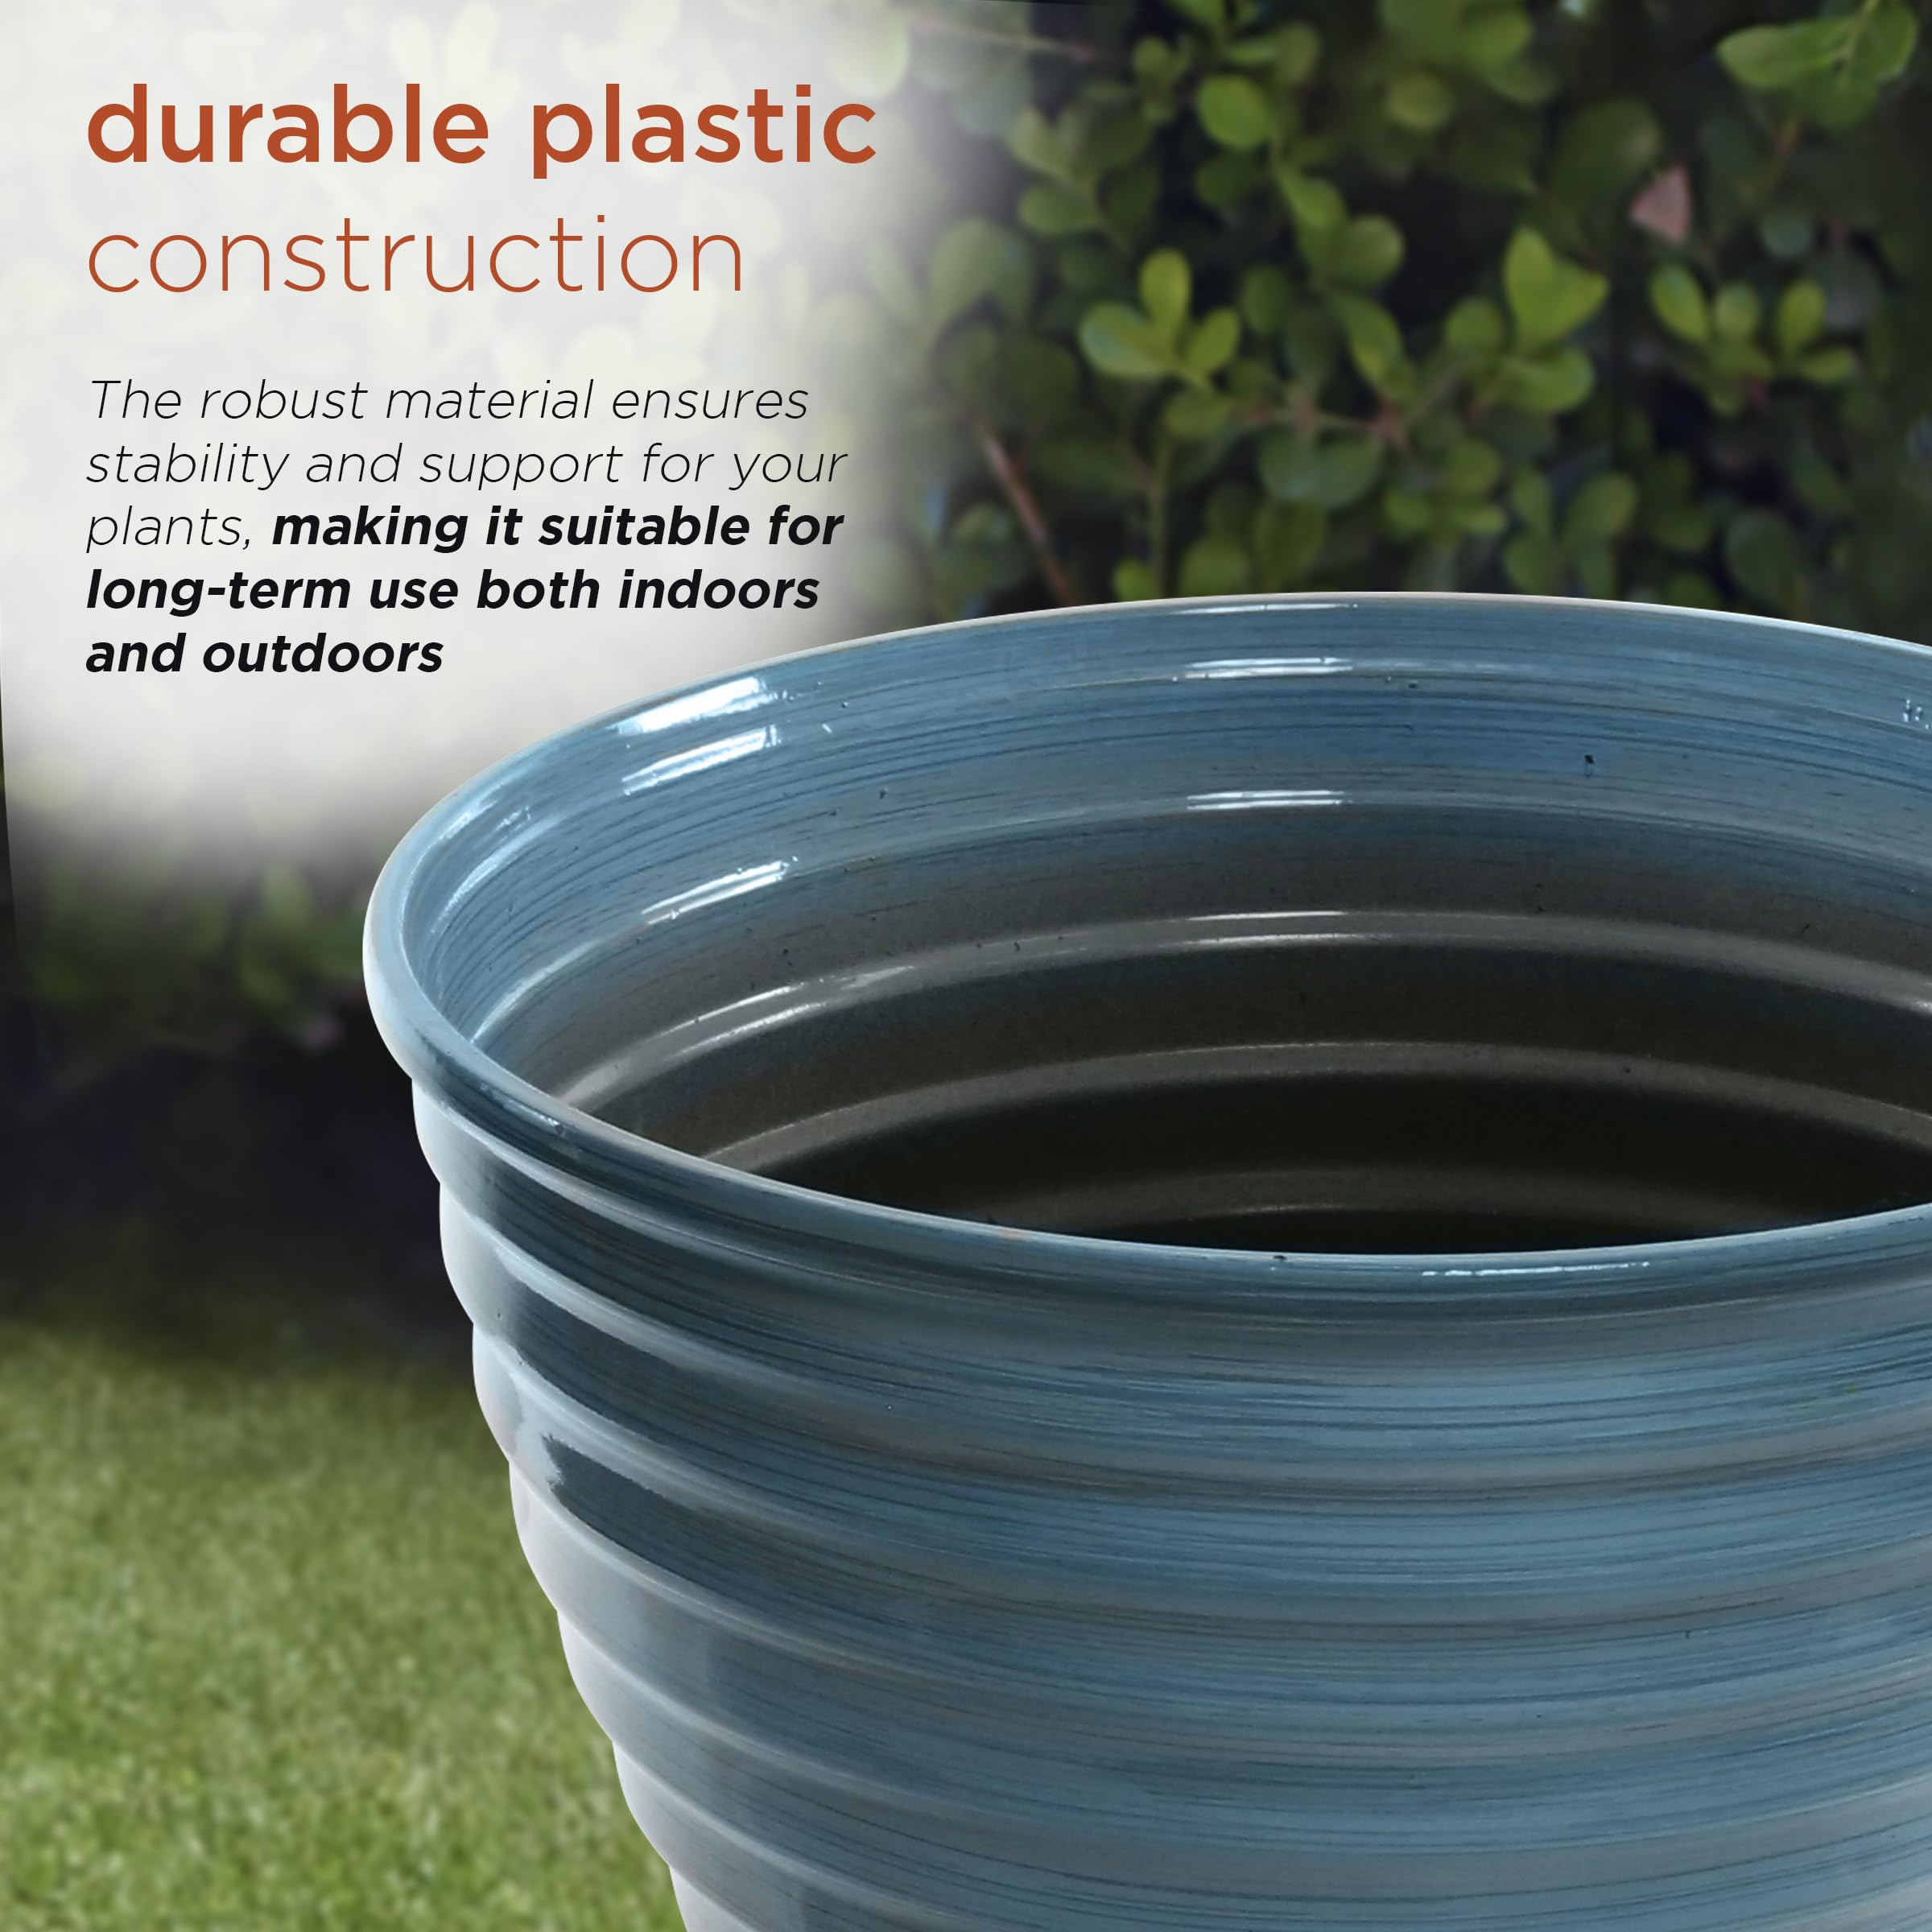 durable plastic
construction
The robust material ensures
stability and support for your
plants, making it suitable for
long-term use both indoors
and outdoors